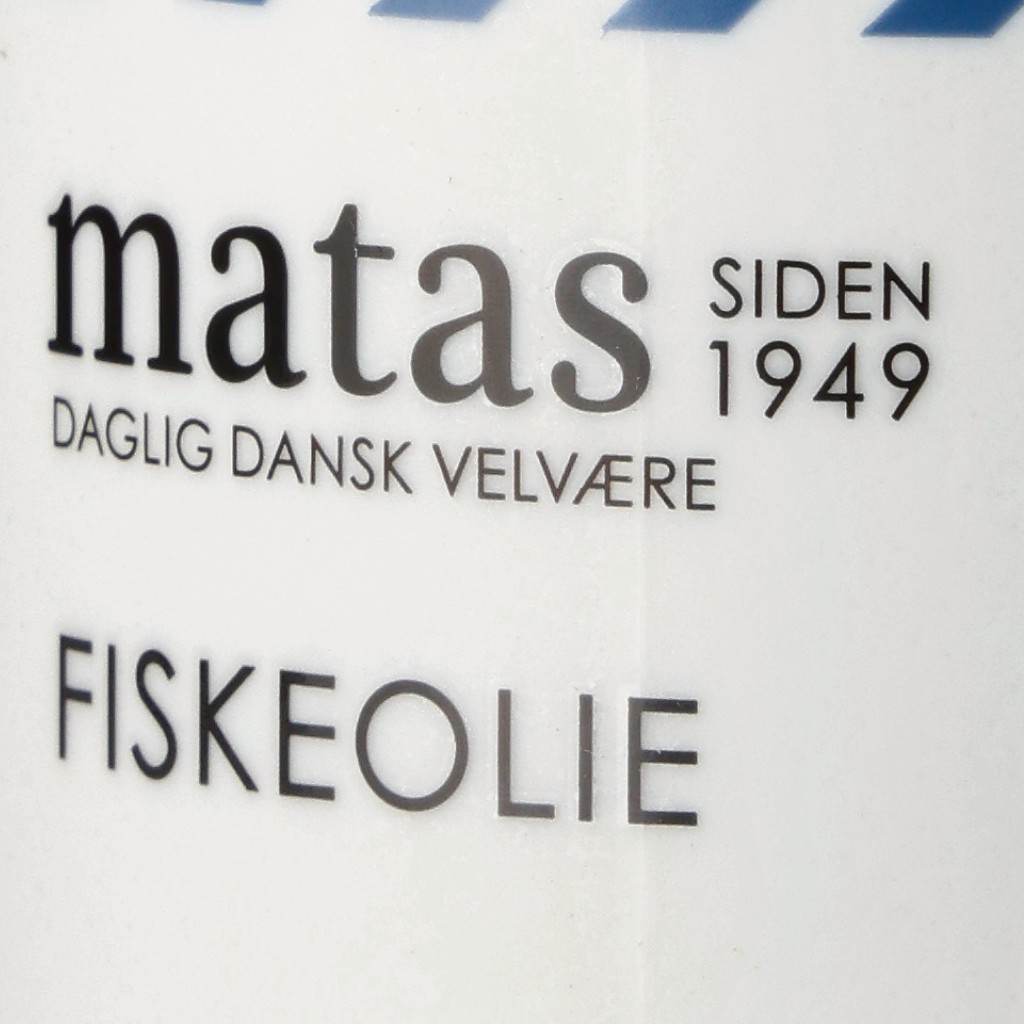 matas SIDEN 1949
DAGLIG DANSK VELVÆRE
FISKEOLIE